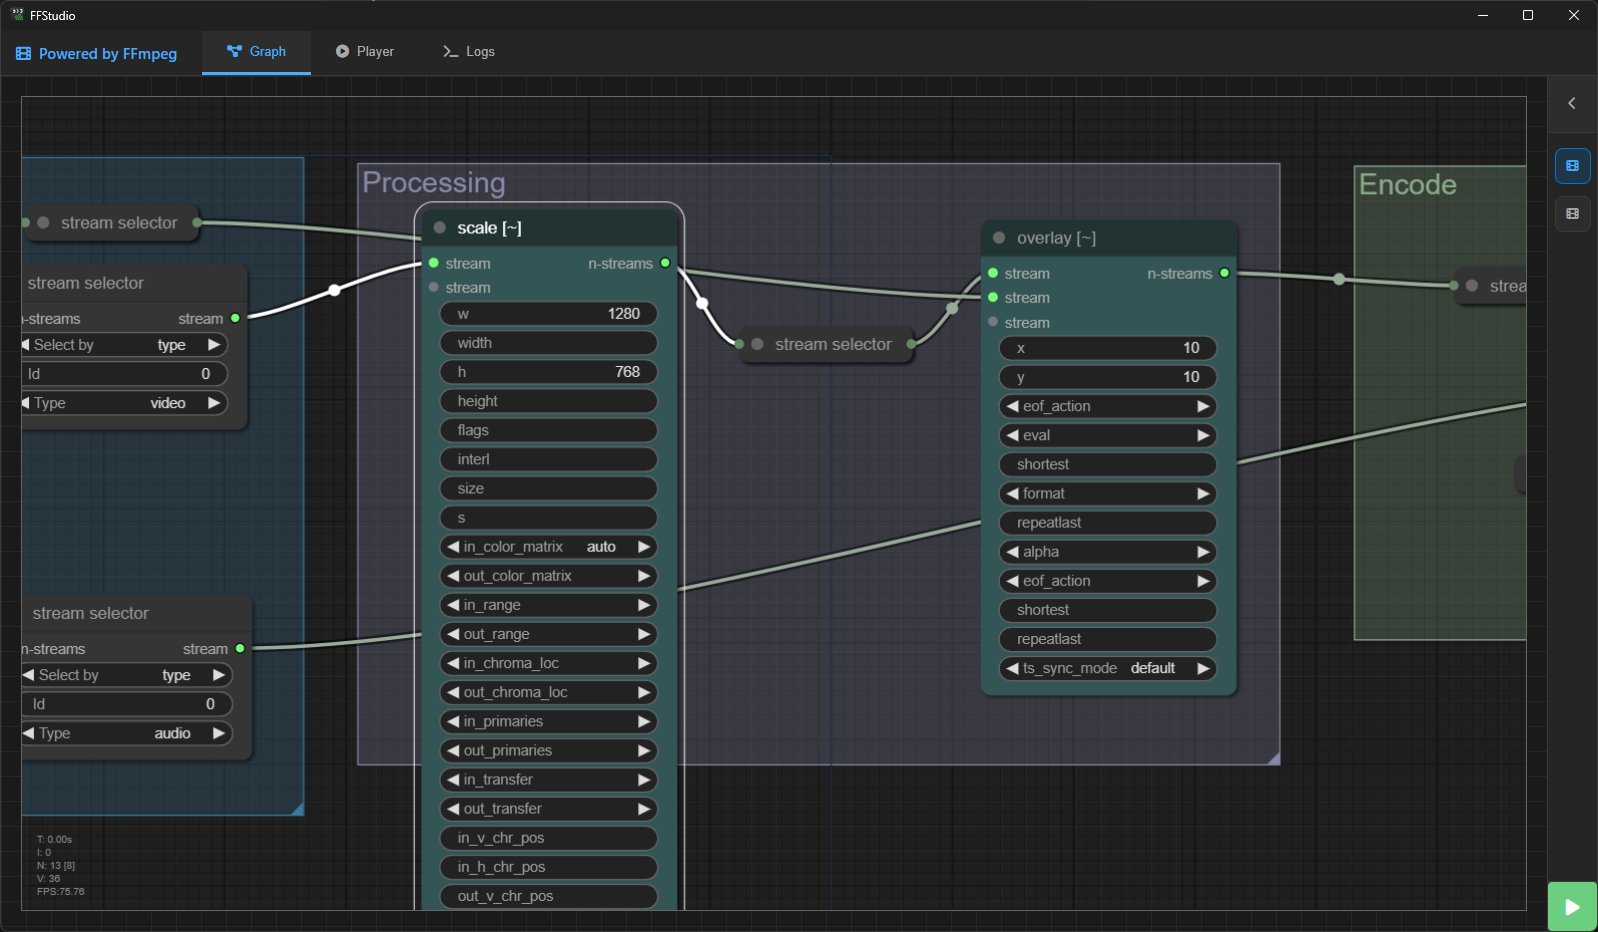 FFStudio
Powered by FFmpeg
Graph
Player
Logs
stream selector
stream selector
-streams stream
Select by type
Id 0
Type video
stream selector
n-streams stream
Select by type
Id 0
Type audio
Processing
scale [~]
stream n-streams
stream
w 1280
width
h 768
height
flags
interl
size
s
in_color_matrix auto
out_color_matrix
in_range
out_range
in_chroma_loc
out_chroma_loc
in_primaries
out_primaries
in_transfer
out_transfer
in_v_chr_pos
in_h_chr_pos
out_v_chr_pos
stream selector
overlay [~]
stream n-streams
stream
stream
x 10
y 10
eof_action
eval
shortest
format
repeatlast
alpha
eof_action
shortest
repeatlast
ts_sync_mode default
Encode
strea
T: 0.00s
I: 0
N: 13 [8]
V: 36
FPS:75.76